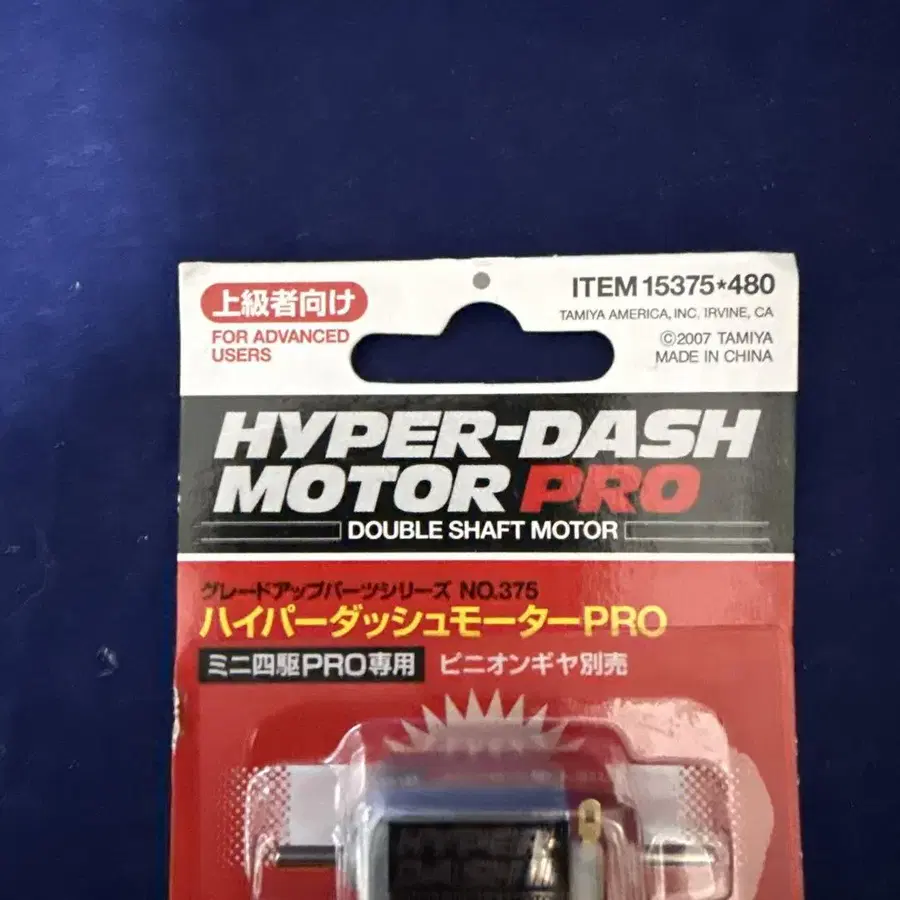 上級者向け
FOR ADVANCED
USERS
ITEM 15375★480
TAMIYA AMERICA, INC, IRVINE, CA
©2007 TAMIYA
MADE IN CHINA
HYPER-DASH
MOTOR PRO
DOUBLE SHAFT MOTOR
グレードアップパーツシリーズ NO.375
ハイパーダッシュモーターPRO
ミニ四駆PRO専用 ピニオンギヤ別売
HYPER